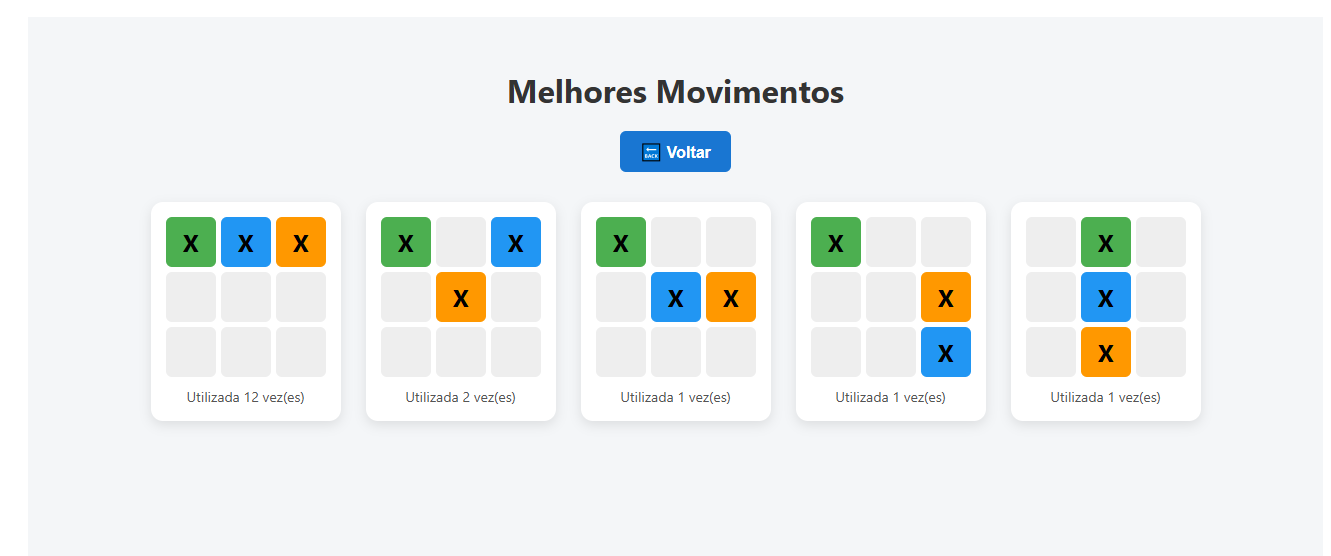 Melhores Movimentos
BACK Voltar
X X X
Utilizada 12 vez(es)
X X
X
Utilizada 2 vez(es)
X
X X
Utilizada 1 vez(es)
X
X
X
Utilizada 1 vez(es)
X
X
X
Utilizada 1 vez(es)